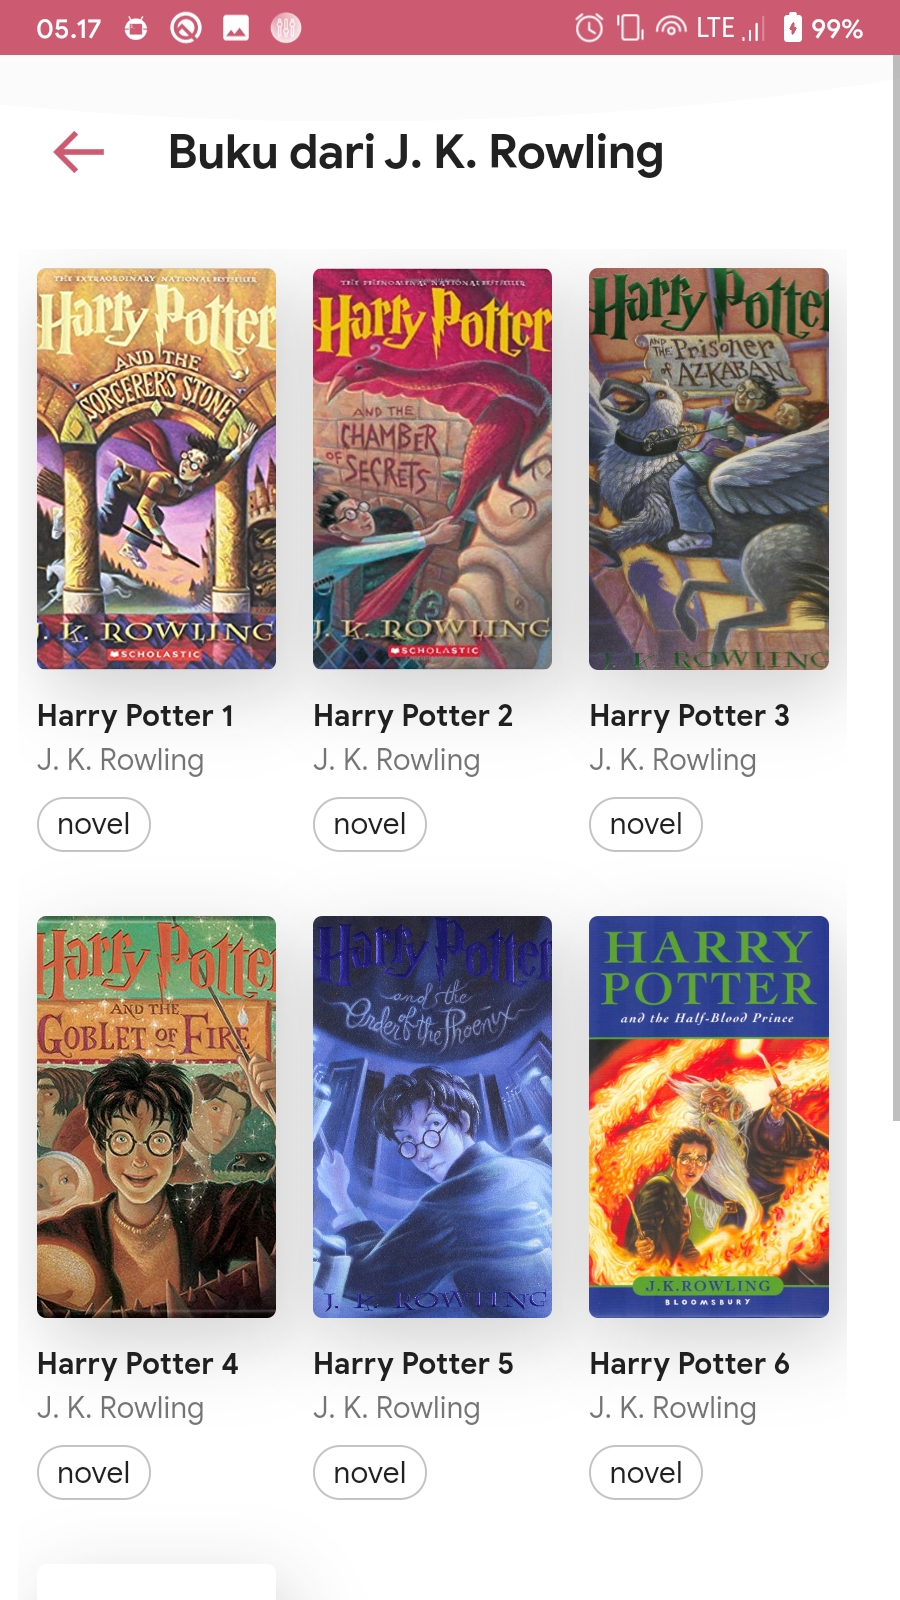 05.17 LTE 99%
Buku dari J. K. Rowling
THE EXTRAORDINARY NATIONAL BESTSELLER
Harry Potter
AND THE
SORCERER'S STONE
J. K. ROWLING
SCHOLASTIC
THE PHENOMENAL NATIONAL BESTSELLER
Harry Potter
AND THE
CHAMBER
OF SECRETS
J. K. ROWLING
SCHOLASTIC
Harry Potter
AND THE Prisoner
of AZKABAN
J. K. ROWLING
Harry Potter 1
J. K. Rowling
novel
Harry Potter 2
J. K. Rowling
novel
Harry Potter 3
J. K. Rowling
novel
Harry Potter
AND THE
GOBLET OF FIRE
Harry Potter
and the
Order of the Phoenix
J. K. ROWLING
HARRY
POTTER
and the Half-Blood Prince
J.K.ROWLING
BLOOMSBURY
Harry Potter 4
J. K. Rowling
novel
Harry Potter 5
J. K. Rowling
novel
Harry Potter 6
J. K. Rowling
novel